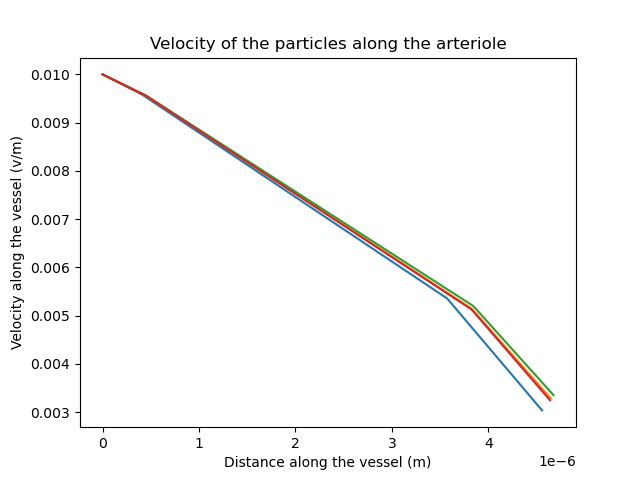 Velocity of the particles along the arteriole
0.010
0.009
0.008
0.007
0.006
0.005
0.004
0.003
Velocity along the vessel (v/m)
0 1 2 3 4
1e−6
Distance along the vessel (m)